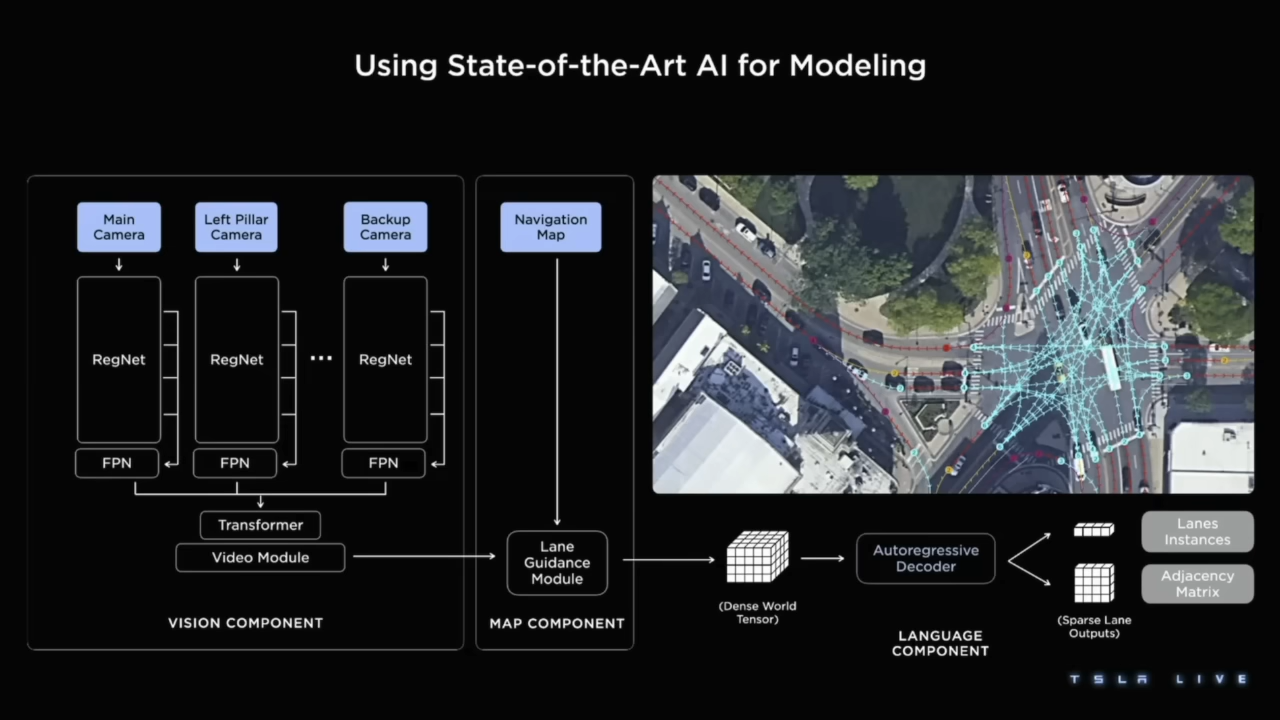 Using State-of-the-Art AI for Modeling
Main
Camera
Left Pillar
Camera
Backup
Camera
Navigation
Map
RegNet
RegNet
...
RegNet
FPN
FPN
FPN
Transformer
Video Module
Lane
Guidance
Module
VISION COMPONENT
MAP COMPONENT
(Dense World
Tensor)
Autoregressive
Decoder
LANGUAGE
COMPONENT
Lanes
Instances
Adjacency
Matrix
(Sparse Lane
Outputs)
TSLA LIVE